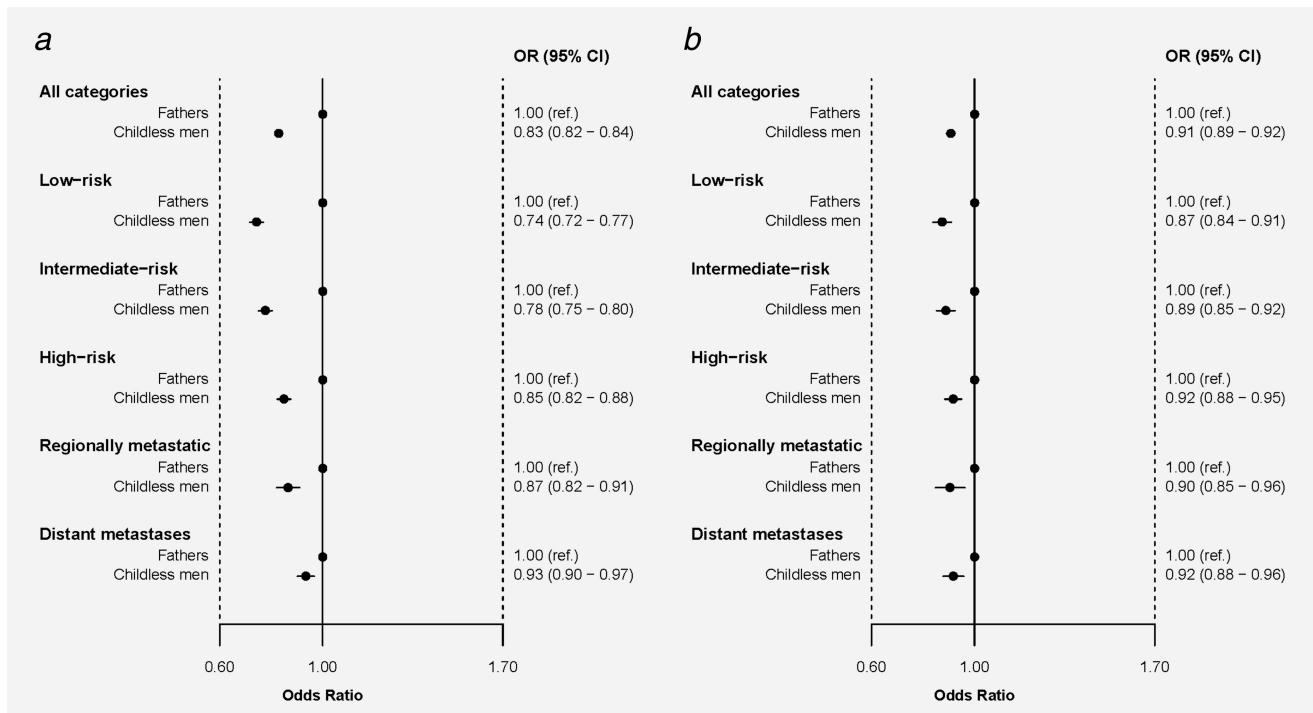 a
OR (95% CI)
All categories
Fathers 1.00 (ref.)
Childless men 0.83 (0.82 − 0.84)
Low−risk
Fathers 1.00 (ref.)
Childless men 0.74 (0.72 − 0.77)
Intermediate−risk
Fathers 1.00 (ref.)
Childless men 0.78 (0.75 − 0.80)
High−risk
Fathers 1.00 (ref.)
Childless men 0.85 (0.82 − 0.88)
Regionally metastatic
Fathers 1.00 (ref.)
Childless men 0.87 (0.82 − 0.91)
Distant metastases
Fathers 1.00 (ref.)
Childless men 0.93 (0.90 − 0.97)
0.60 1.00 1.70
Odds Ratio
b
OR (95% CI)
All categories
Fathers 1.00 (ref.)
Childless men 0.91 (0.89 − 0.92)
Low−risk
Fathers 1.00 (ref.)
Childless men 0.87 (0.84 − 0.91)
Intermediate−risk
Fathers 1.00 (ref.)
Childless men 0.89 (0.85 − 0.92)
High−risk
Fathers 1.00 (ref.)
Childless men 0.92 (0.88 − 0.95)
Regionally metastatic
Fathers 1.00 (ref.)
Childless men 0.90 (0.85 − 0.96)
Distant metastases
Fathers 1.00 (ref.)
Childless men 0.92 (0.88 − 0.96)
0.60 1.00 1.70
Odds Ratio